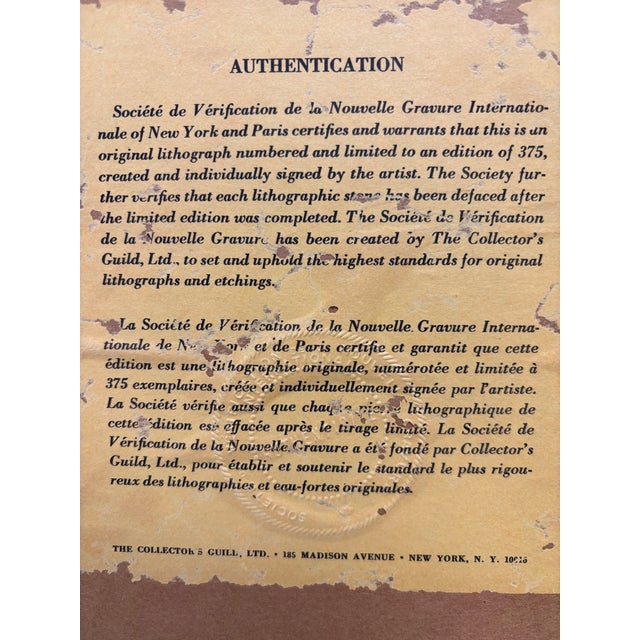 AUTHENTICATION
Société de Vérification de la Nouvelle Gravure Internatio-
nale of New York and Paris certifies and warrants that this is an
original lithograph numbered and limited to an edition of 375,
created and individually signed by the artist. The Society fur-
ther verifies that each lithographic stone has been defaced after
the limited edition was completed. The Société de Vérification
de la Nouvelle Gravure has been created by The Collector's
Guild, Ltd., to set and uphold the highest standards for original
lithographs and etchings.
La Société de Vérification de la Nouvelle Gravure Interna-
tionale de New York et de Paris certifie et garantit que cette
édition est une lithographie originale, numérotée et limitée à
375 exemplaires, créée et individuellement signée par l'artiste.
La Société vérifie aussi que chaque pierre lithographique de
cette édition est effacée après le tirage limité. La Société de
Vérification de la Nouvelle Gravure a été fondé par Collector's
Guild, Ltd., pour établir et soutenir le standard le plus rigou-
reux des lithographies et eau-fortes originales.
THE COLLECTOR'S GUILD, LTD. • 185 MADISON AVENUE • NEW YORK, N. Y.